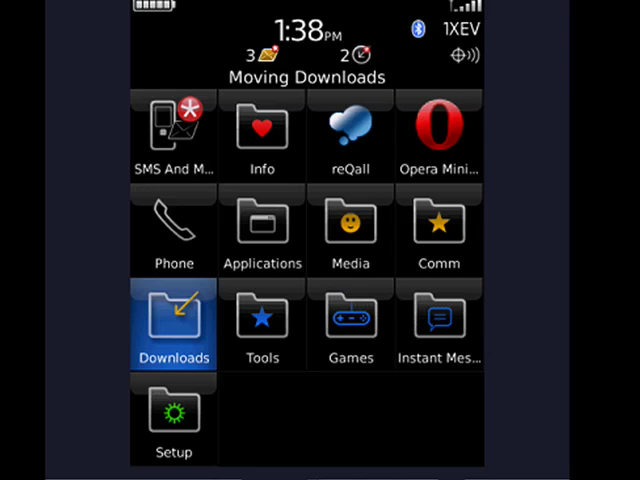 1:38PM
1XEV
3
2
Moving Downloads
SMS And M...
Info
reQall
Opera Mini...
Phone
Applications
Media
Comm
Downloads
Tools
Games
Instant Mes...
Setup